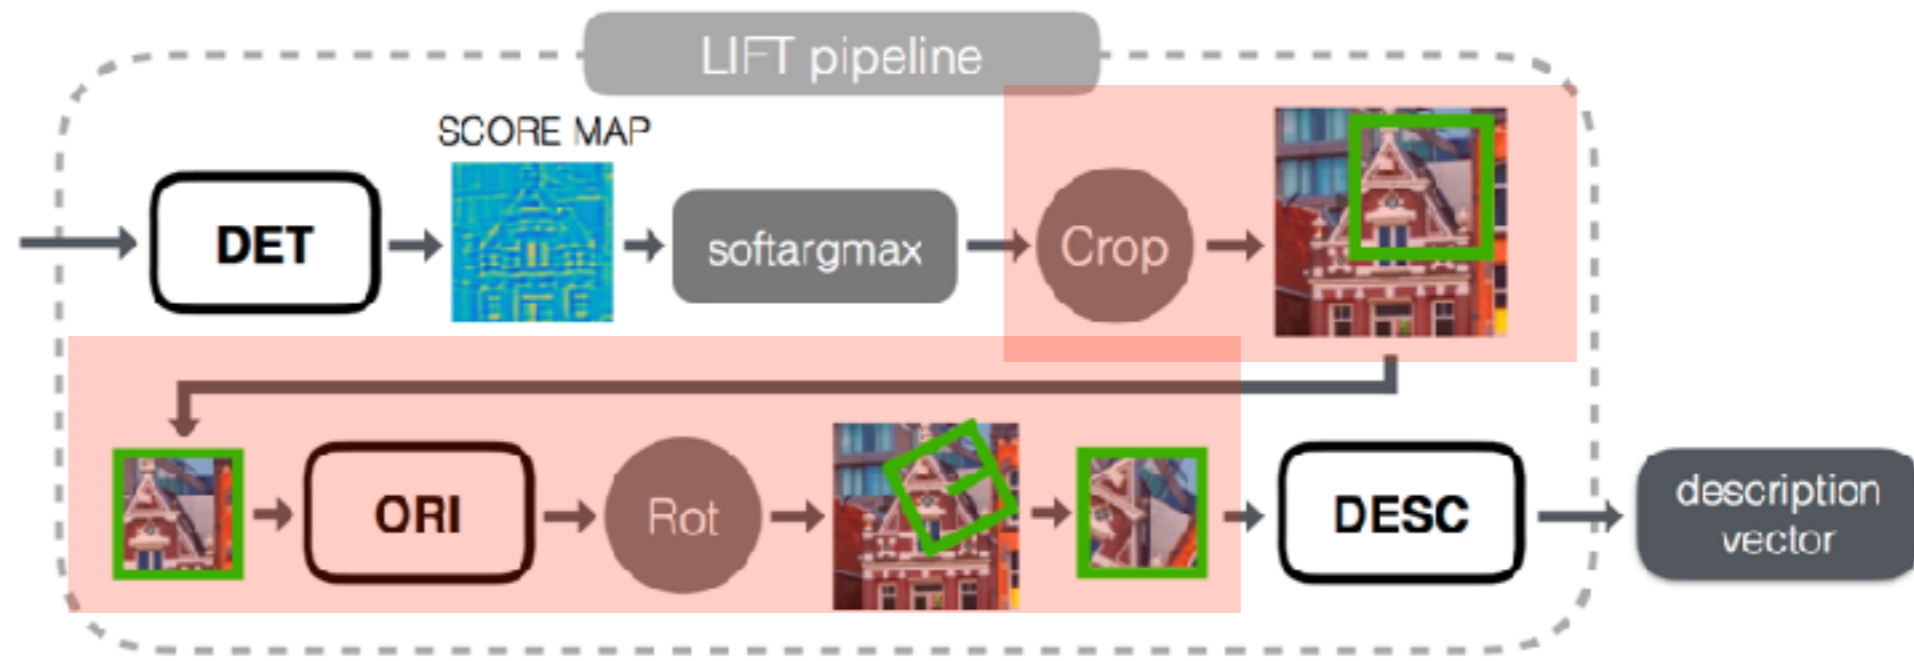 LIFT pipeline
SCORE MAP
DET
softargmax
Crop
ORI
Rot
DESC
description
vector